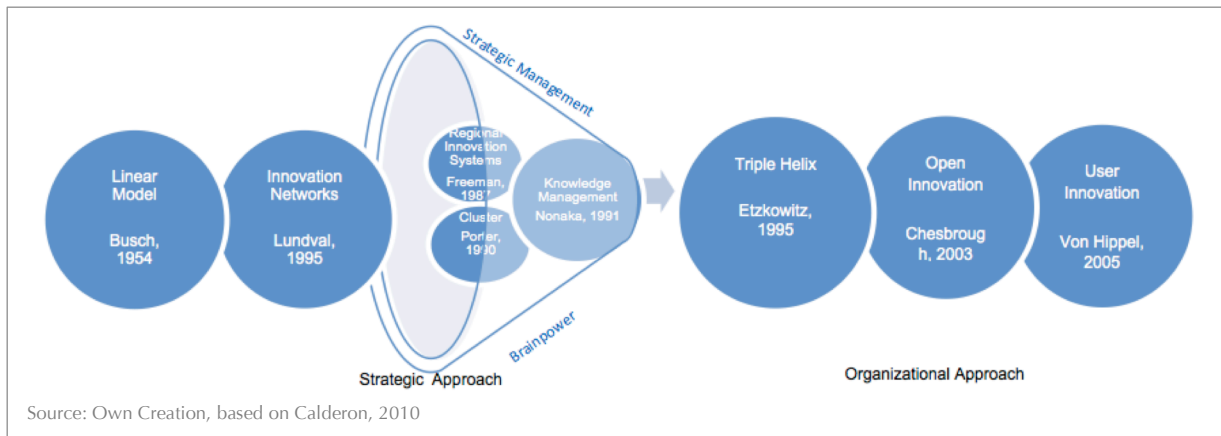 Linear
Model
Busch,
1954
Innovation
Networks
Lundval,
1995
Strategic Management
Regional
Innovation
Systems
Freeman,
1987
Cluster
Porter,
1990
Knowledge
Management
Nonaka, 1991
Brainpower
Strategic Approach
Triple Helix
Etzkowitz,
1995
Open
Innovation
Chesbroug
h, 2003
User
Innovation
Von Hippel,
2005
Organizational Approach
Source: Own Creation, based on Calderon, 2010